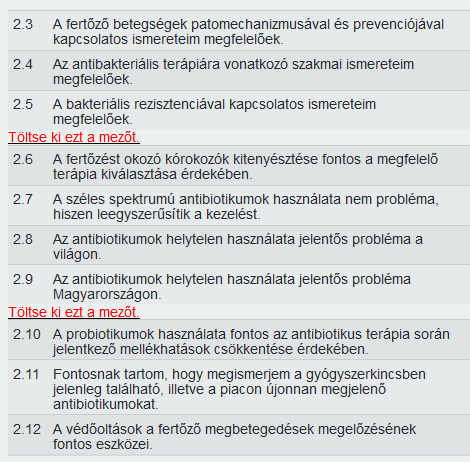 2.3 A fertőző betegségek patomechanizmusával és prevenciójával
kapcsolatos ismereteim megfelelőek.
2.4 Az antibakteriális terápiára vonatkozó szakmai ismereteim
megfelelőek.
2.5 A bakteriális rezisztenciával kapcsolatos ismereteim
megfelelőek.
Töltse ki ezt a mezőt.
2.6 A fertőzést okozó kórokozók kitenyésztése fontos a megfelelő
terápia kiválasztása érdekében.
2.7 A széles spektrumú antibiotikumok használata nem probléma,
hiszen leegyszűsítik a kezelést.
2.8 Az antibiotikumok helytelen használata jelentős probléma a
világon.
2.9 Az antibiotikumok helytelen használata jelentős probléma
Magyarországon.
Töltse ki ezt a mezőt.
2.10 A probiotikumok használata fontos az antibiotikus terápia során
jelentkező mellékhatások csökkentése érdekében.
2.11 Fontosnak tartom, hogy megismerjem a gyógyszerkincsben
jelenleg található, illetve a piacon újonnan megjelenő
antibiotikumokat.
2.12 A védőoltások a fertőző megbetegedések megelőzésének
fontos eszközei.